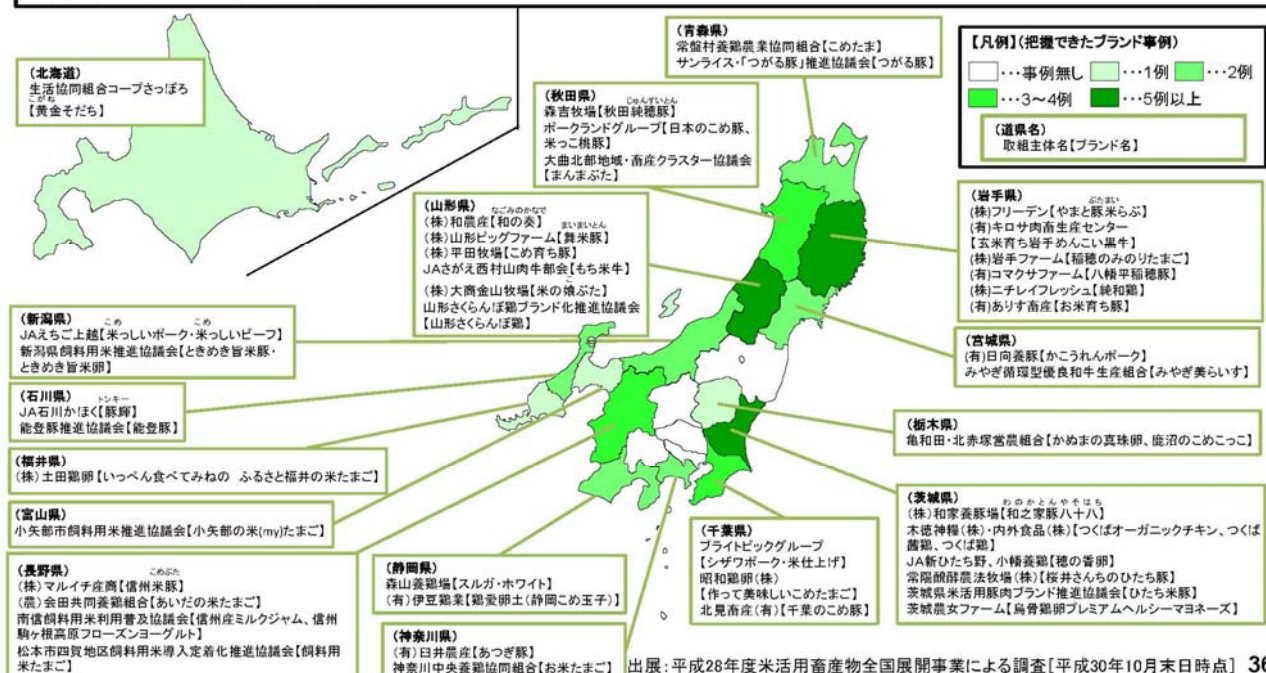 (北海道)
生活協同組合コープさっぽろ
こがね
【黄金そだち】
(青森県)
常盤村養鶏農業協同組合【こめたま】
サンライス・「つがる豚」推進協議会【つがる豚】
【凡例】(把握できたブランド事例)
…事例無し …1例 …2例
…3~4例 …5例以上
(道県名)
取組主体名【ブランド名】
(秋田県)
じゅんすいとん
森吉牧場【秋田純穂豚】
ポークランドグループ【日本のこめ豚、
米っこ桃豚】
大曲北部地域・畜産クラスター協議会
【まんまぶた】
(岩手県)
ぶたまい
(株)フリーデン【やまと豚米らぶ】
(有)キロサ肉畜生産センター
【玄米育ち岩手めんこい黒牛】
(株)岩手ファーム【稲穂のみのりたまご】
(有)コマクサファーム【八幡平稲穂豚】
(株)ニチレイフレッシュ【純和鶏】
(有)ありす畜産【お米育ち豚】
(山形県)
なごみのかなで
(株)和農産【和の奏】
まいまいとん
(株)山形ピッグファーム【舞米豚】
(株)平田牧場【こめ育ち豚】
JAさがえ西村山肉牛部会【もち米牛】
こ
(株)大商金山牧場【米の娘ぶた】
山形さくらんぼ鶏ブランド化推進協議会
【山形さくらんぼ鶏】
(宮城県)
(有)日向養豚【かこうれんポーク】
みやぎ循環型優良和牛生産組合【みやぎ美らいす】
(新潟県)
こめ こめ
JAえちご上越【米っしいポーク・米っしいビーフ】
新潟県飼料用米推進協議会【ときめき旨米豚・
ときめき旨米卵】
(石川県)
トンキー
JA石川かほく【豚輝】
能登豚推進協議会【能登豚】
(栃木県)
亀和田・北赤塚営農組合【かぬまの真珠卵、鹿沼のこめこっこ】
(福井県)
(株)土田鶏卵【いっぺん食べてみねの ふるさと福井の米たまご】
(富山県)
小矢部市飼料用米推進協議会【小矢部の米(my)たまご】
(茨城県)
わのかとんやそはち
(株)和家養豚場【和之家豚八十八】
木徳神糧(株)・内外食品(株)【つくばオーガニックチキン、つくば
茜鶏、つくば鶏】
JA新ひたち野、小幡養鶏【穂の香卵】
常陽醗酵農法牧場(株)【桜井さんちのひたち豚】
茨城県米活用豚肉ブランド推進協議会【ひたち米豚】
茨城農女ファーム【烏骨鶏卵プレミアムヘルシーマヨネーズ】
(千葉県)
ブライトピックグループ
【シザワポーク・米仕上げ】
昭和鶏卵(株)
【作って美味しいこめたまご】
北見畜産(有)【千葉のこめ豚】
(長野県)
こめぶた
(株)マルイチ産商【信州米豚】
(農)会田共同養鶏組合【あいだの米たまご】
南信飼料用米利用普及協議会【信州産ミルクジャム、信州
駒ヶ根高原フローズンヨーグルト】
松本市四賀地区飼料用米導入定着化推進協議会【飼料用
米たまご】
(静岡県)
森山養鶏場【スルガ・ホワイト】
(有)伊豆鶏業【鶏愛卵土(静岡こめ玉子)】
(神奈川県)
(有)臼井農産【あつぎ豚】
神奈川中央養鶏協同組合【お米たまご】
出展:平成28年度米活用畜産物全国展開事業による調査[平成30年10月末日時点] 36